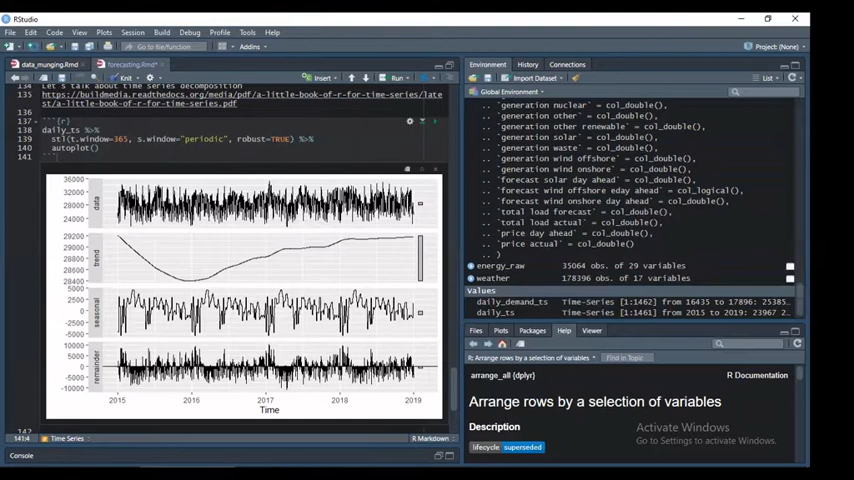 RStudio
File Edit Code View Plots Session Build Debug Profile Tools Help
Go to file/function
Addins
Project: (None)
data_munging.Rmd
forecasting.Rmd*
Knit
Insert
Run
Let's talk about time series decomposition
135 https://buildmedia.readthedocs.org/media/pdf/a-little-book-of-r-for-time-series/late
st/a-little-book-of-r-for-time-series.pdf
136
137 ```{r}
138 daily_ts %>%
139 stl(t.window=365, s.window="periodic", robust=TRUE) %>%
140 autoplot()
141 ```
36000
32000
28000
24000
data
29200
29000
28800
28600
28400
trend
5000
2500
0
-2500
-5000
seasonal
10000
5000
0
-5000
-10000
remainder
2015 2016 2017 2018 2019
Time
142
141:4 Time Series
R Markdown
Console
Environment History Connections
Import Dataset
List
Global Environment
.. `generation nuclear` = col_double(),
.. `generation other` = col_double(),
.. `generation other renewable` = col_double(),
.. `generation solar` = col_double(),
.. `generation waste` = col_double(),
.. `generation wind offshore` = col_double(),
.. `generation wind onshore` = col_double(),
.. `forecast solar day ahead` = col_double(),
.. `forecast wind offshore eday ahead` = col_logical(),
.. `forecast wind onshore day ahead` = col_double(),
.. `total load forecast` = col_double(),
.. `total load actual` = col_double(),
.. `price day ahead` = col_double(),
.. `price actual` = col_double()
.. )
energy_raw 35064 obs. of 29 variables
weather 178396 obs. of 17 variables
Values
daily_demand_ts Time-Series [1:1462] from 16435 to 17896: 25385…
daily_ts Time-Series [1:1461] from 2015 to 2019: 23967 2…
Files Plots Packages Help Viewer
R: Arrange rows by a selection of variables
Find in Topic
arrange_all {dplyr}
R Documentation
Arrange rows by a selection of variables
Description
lifecycle superseded
Activate Windows
Go to Settings to activate Windows.